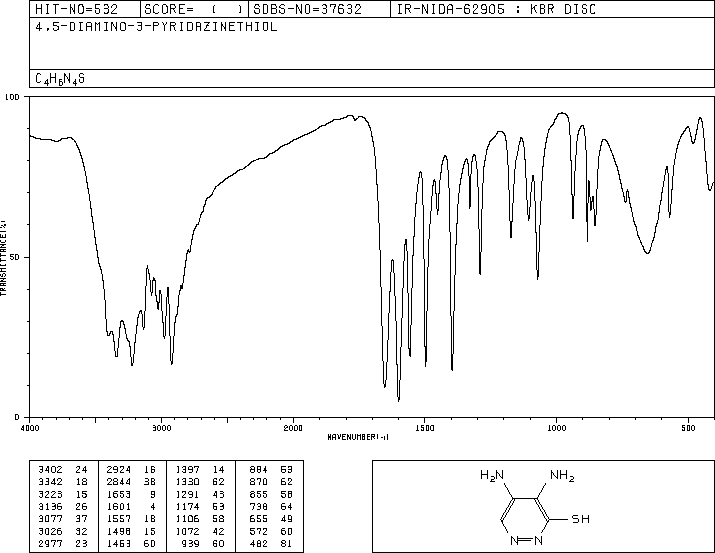 HIT-NO=532 SCORE= ( ) SDBS-NO=37632 IR-NIDA-62905 : KBR DISC
4,5-DIAMINO-3-PYRIDAZINETHIOL
C4H6N4S
100
50
0
TRANSMITTANCE(%)
4000 3000 2000 1500 1000 500
WAVENUMBER(-1)
3402 24 2924 16 1397 14 884 53
3342 18 2844 38 1330 62 870 62
3223 15 1653 9 1291 43 855 58
3136 26 1601 4 1174 53 738 64
3077 37 1557 18 1106 58 655 49
3026 32 1498 15 1072 42 572 60
2977 23 1453 60 939 60 482 81
H2N NH2
SH
N N